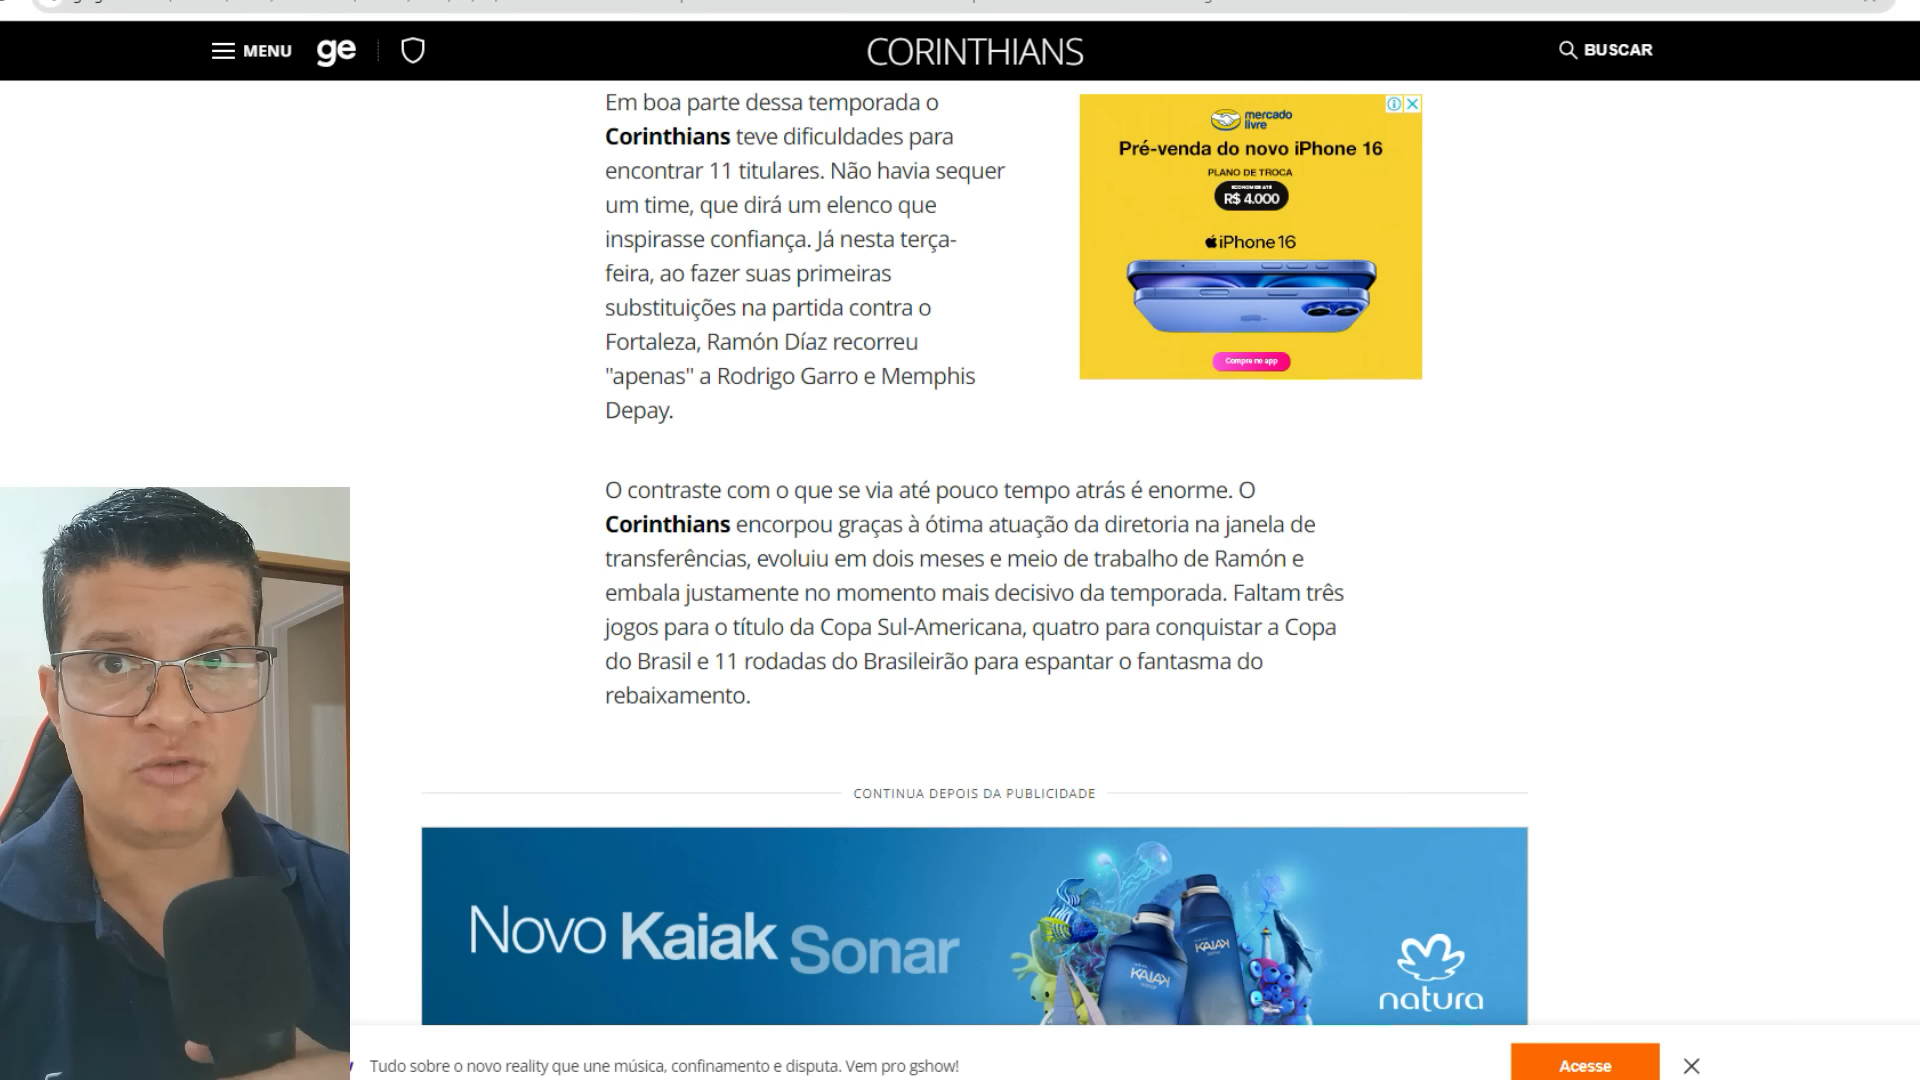 MENU
ge
CORINTHIANS
BUSCAR
Em boa parte dessa temporada o
Corinthians teve dificuldades para
encontrar 11 titulares. Não havia sequer
um time, que dirá um elenco que
inspirasse confiança. Já nesta terça-
feira, ao fazer suas primeiras
substituições na partida contra o
Fortaleza, Ramón Díaz recorreu
"apenas" a Rodrigo Garro e Memphis
Depay.
mercado
livre
Pré-venda do novo iPhone 16
PLANO DE TROCA
ECONOMIZE ATÉ
R$ 4.000
iPhone 16
Compre no app
O contraste com o que se via até pouco tempo atrás é enorme. O
Corinthians encorpou graças à ótima atuação da diretoria na janela de
transferências, evoluiu em dois meses e meio de trabalho de Ramón e
embala justamente no momento mais decisivo da temporada. Faltam três
jogos para o título da Copa Sul-Americana, quatro para conquistar a Copa
do Brasil e 11 rodadas do Brasileirão para espantar o fantasma do
rebaixamento.
CONTINUA DEPOIS DA PUBLICIDADE
Novo Kaiak Sonar
KAIAK
KAIAK
natura
Tudo sobre o novo reality que une música, confinamento e disputa. Vem pro gshow!
Acesse